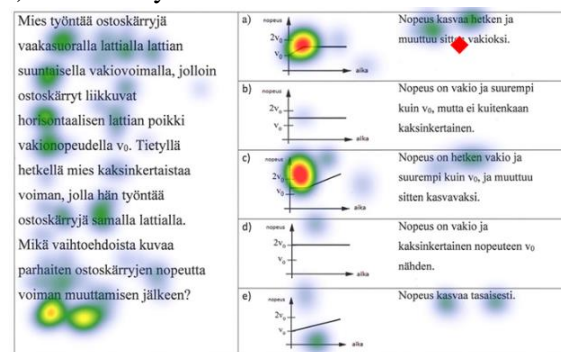 Mies työntää ostoskärryjä
vaakasuoralla lattialla lattian
suuntaisella vakiovoimalla, jolloin
ostoskärryt liikkuvat
horisontaalisen lattian poikki
vakionopeudella v₀. Tietyllä
hetkellä mies kaksinkertaistaa
voiman, jolla hän työntää
ostoskärryjä samalla lattialla.
Mikä vaihtoehdoista kuvaa
parhaiten ostoskärryjen nopeutta
voiman muuttamisen jälkeen?
a)
nopeus
2v₀
v₀
aika
Nopeus kasvaa hetken ja
muuttuu sitten vakioksi.
b)
nopeus
2v₀
v₀
aika
Nopeus on vakio ja suurempi
kuin v₀, mutta ei kuitenkaan
kaksinkertainen.
c)
nopeus
2v₀
v₀
aika
Nopeus on hetken vakio ja
suurempi kuin v₀, ja muuttuu
sitten kasvavaksi.
d)
nopeus
2v₀
v₀
aika
Nopeus on vakio ja
kaksinkertainen nopeuteen v₀
nähden.
e)
nopeus
2v₀
v₀
aika
Nopeus kasvaa tasaisesti.